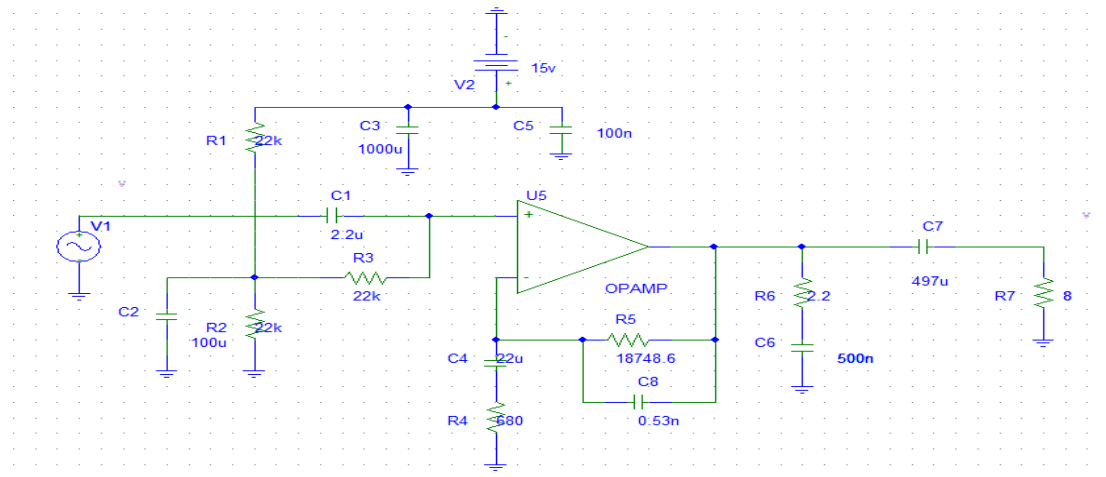 -
15v
V2
+
R1
22k
C3
1000u
C5
100n
v
C1
2.2u
U5
+
-
OPAMP
V1
+
-
R3
22k
C2
100u
R2
22k
C7
497u
v
R6
2.2
R7
8
R5
18748.6
C4
22u
C6
500n
C8
0.53n
R4
680